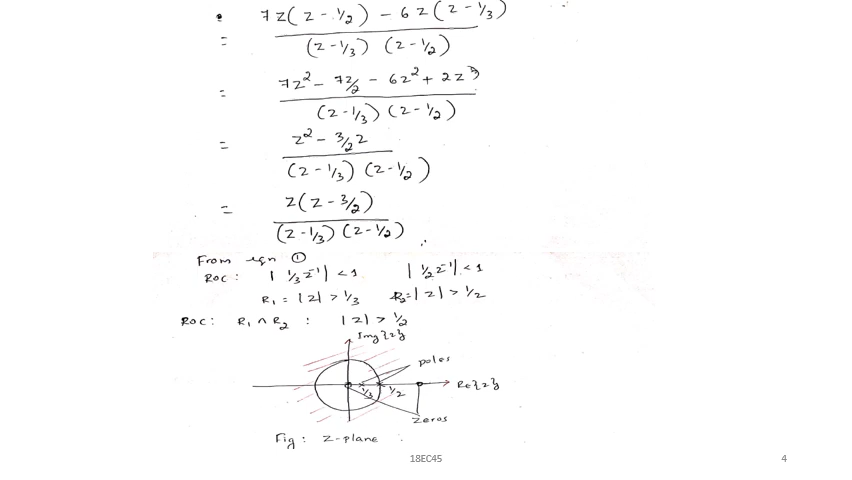 7z(z - 1/2) - 6z(z - 1/3)
= (z - 1/3) (z - 1/2)
7z² - 7z/2 - 6z² + 2z
= (z - 1/3) (z - 1/2)
z² - 3/2 z
= (z - 1/3) (z - 1/2)
z(z - 3/2)
= (z - 1/3) (z - 1/2)
From eqn ①
ROC: | 1/3 z⁻¹ | < 1 | 1/2 z⁻¹ | < 1
R₁ = |z| > 1/3 R₂ = |z| > 1/2
ROC: R₁ ∩ R₂ : |z| > 1/2
Img{z}
poles
1/3 1/2 Re{z}
zeros
Fig: Z-plane
18EC45 4